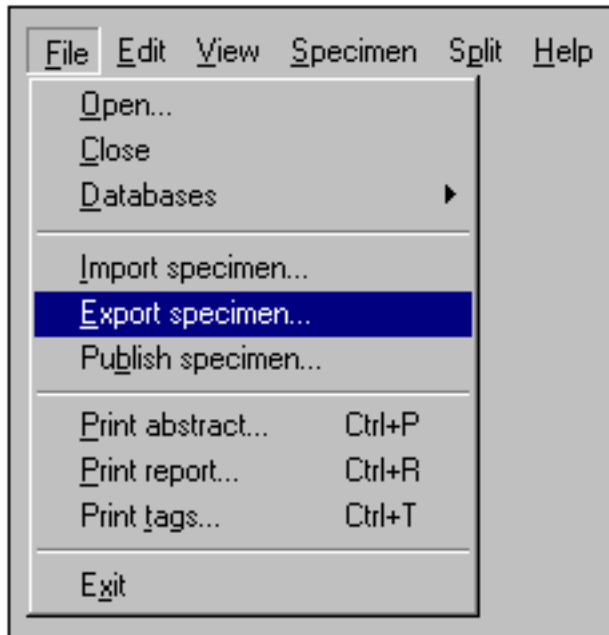 File Edit View Specimen Split Help
Open...
Close
Databases
Import specimen...
Export specimen...
Publish specimen...
Print abstract... Ctrl+P
Print report... Ctrl+R
Print tags... Ctrl+T
Exit